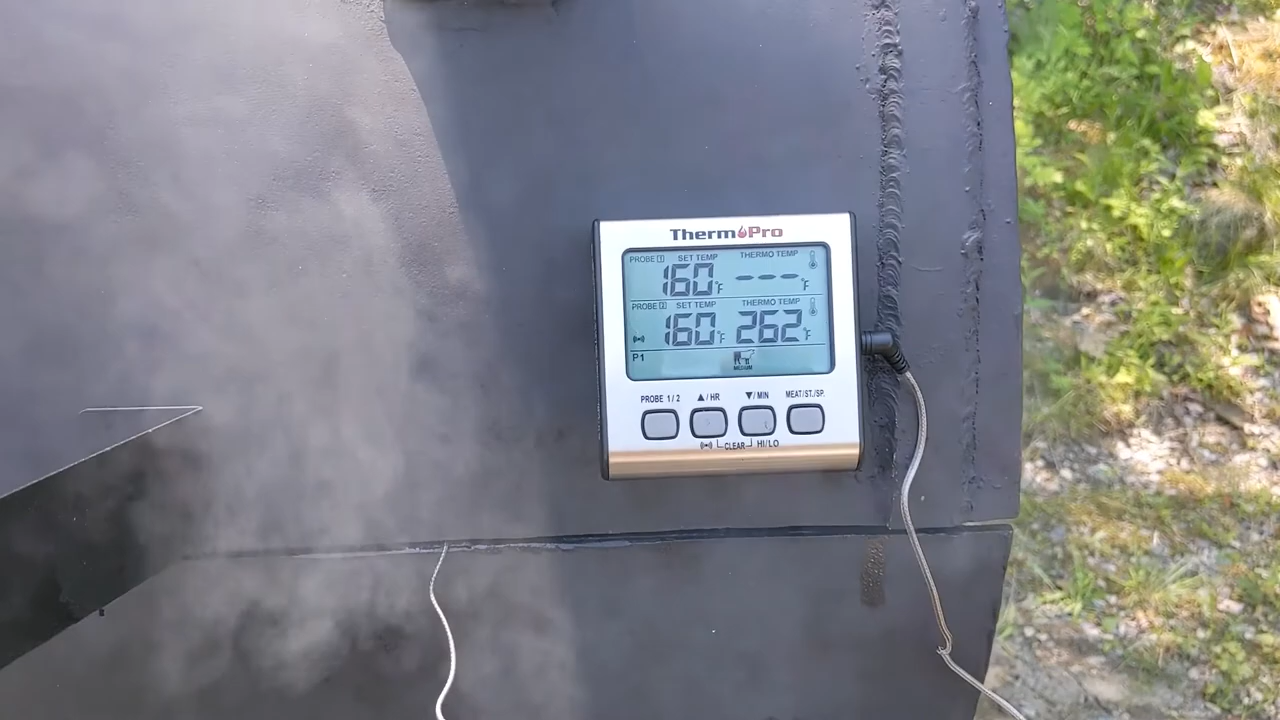 ThermoPro
PROBE 1 SET TEMP THERMO TEMP
160°F ---°F
PROBE 2 SET TEMP THERMO TEMP
160°F 262°F
P1
MEDIUM
PROBE 1/2 ▲/HR ▼/MIN MEAT/ST./SP.
CLEAR HI/LO